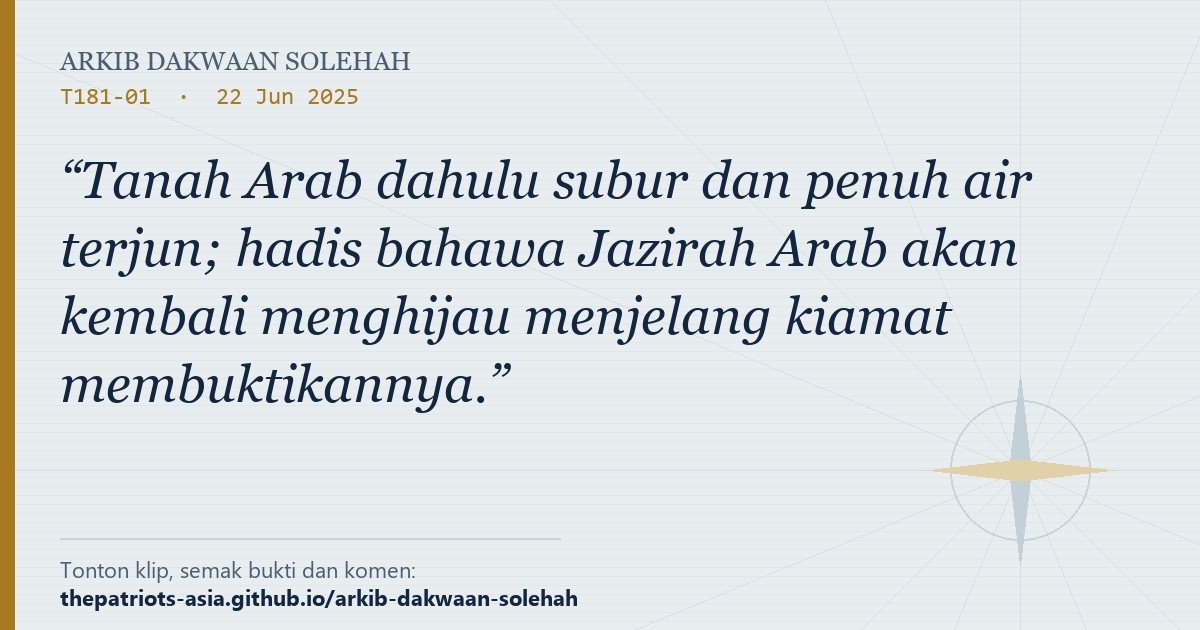 ARKIB DAKWAAN SOLEHAH
T181-01 · 22 Jun 2025
“Tanah Arab dahulu subur dan penuh air
terjun; hadis bahawa Jazirah Arab akan
kembali menghijau menjelang kiamat
membuktikannya.”
Tonton klip, semak bukti dan komen:
thepatriots-asia.github.io/arkib-dakwaan-solehah